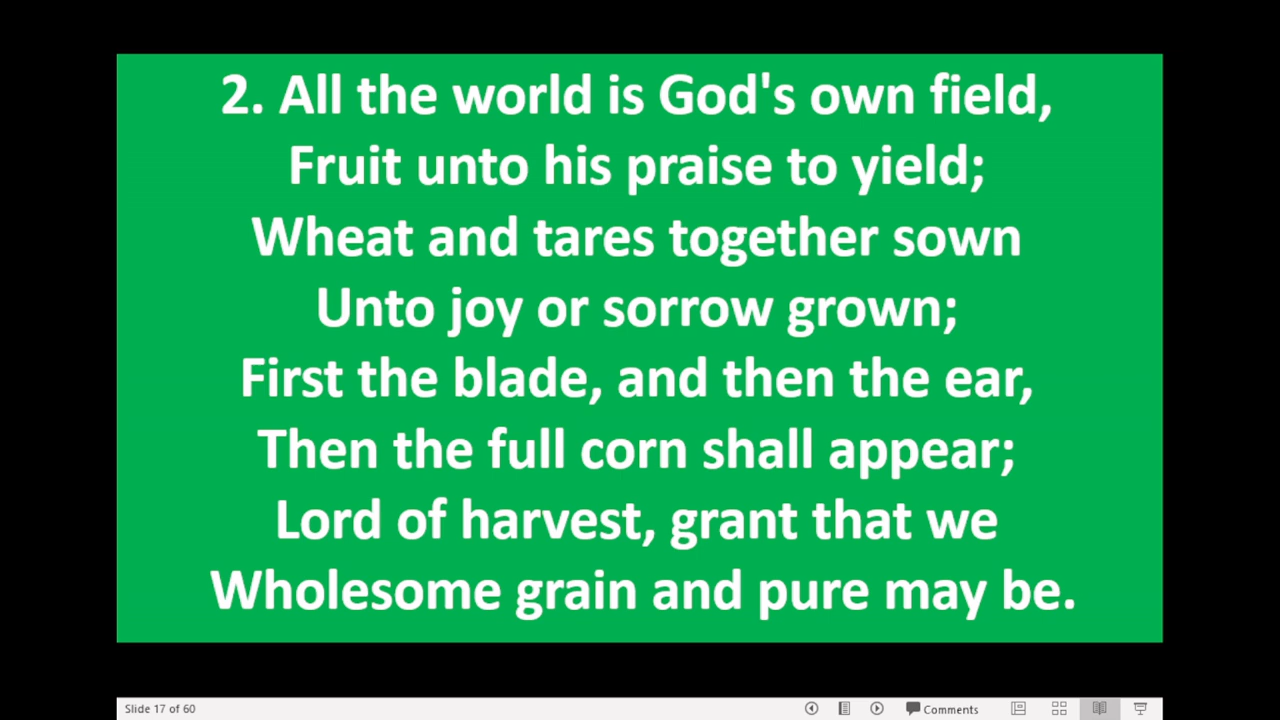 2. All the world is God's own field,
Fruit unto his praise to yield;
Wheat and tares together sown
Unto joy or sorrow grown;
First the blade, and then the ear,
Then the full corn shall appear;
Lord of harvest, grant that we
Wholesome grain and pure may be.
Slide 17 of 60
Comments